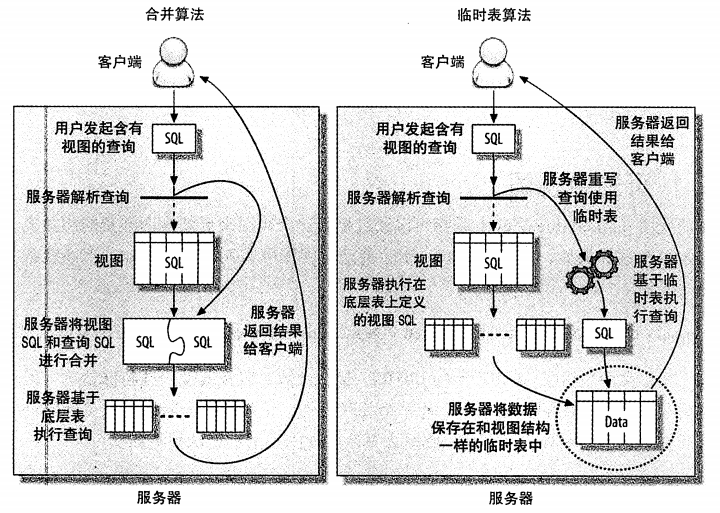 合并算法
客户端
用户发起含有
视图的查询
SQL
服务器解析查询
视图
SQL
服务器将视图
SQL 和查询 SQL
进行合并
SQL
SQL
服务器
返回结果
给客户端
服务器基于
底层表
执行查询
服务器
临时表算法
客户端
用户发起含有
视图的查询
SQL
服务器返回
结果给
客户端
服务器解析查询
服务器重写
查询使用
临时表
视图
SQL
服务器执行在
底层表上定义
的视图 SQL
服务器
基于临
时表执
行查询
SQL
服务器将数据
保存在和视图结构
一样的临时表中
Data
服务器